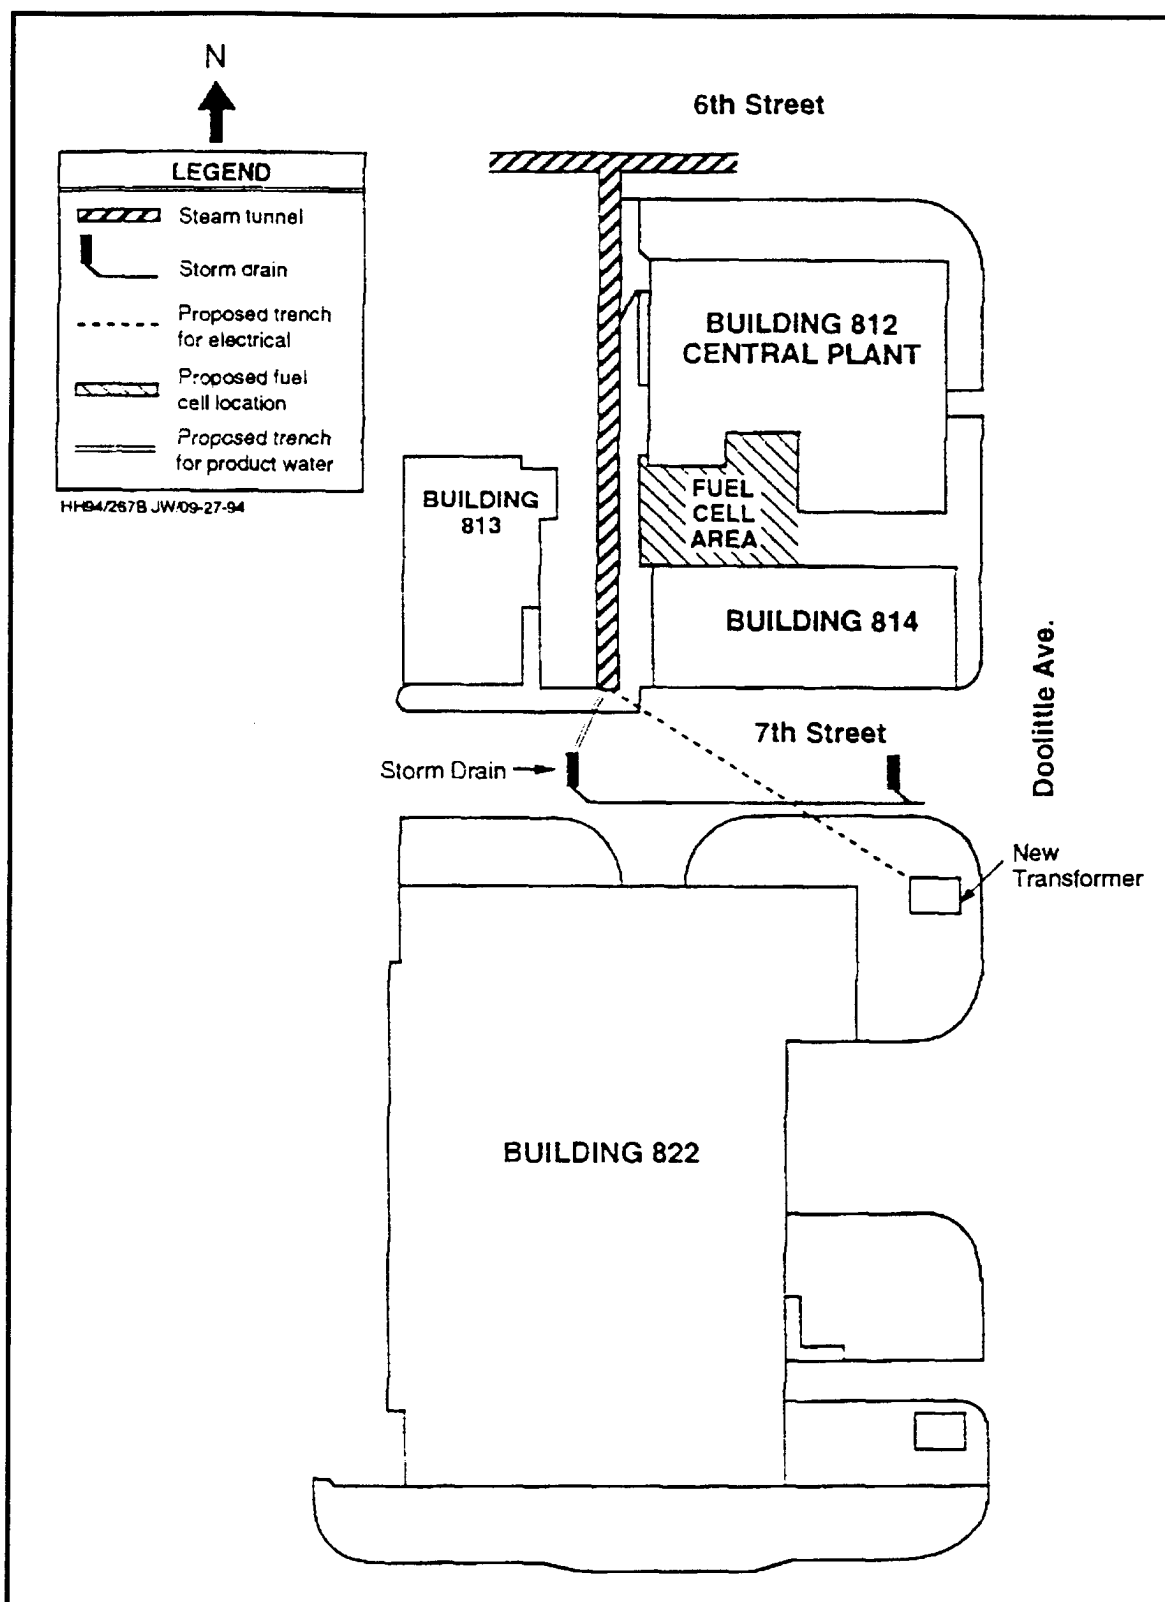 N
6th Street
LEGEND
Steam tunnel
Storm drain
Proposed trench
for electrical
Proposed fuel
cell location
Proposed trench
for product water
HH94/267B JW/09-27-94
BUILDING 812
CENTRAL PLANT
BUILDING
813
FUEL
CELL
AREA
BUILDING 814
Doolittle Ave.
7th Street
Storm Drain
New
Transformer
BUILDING 822